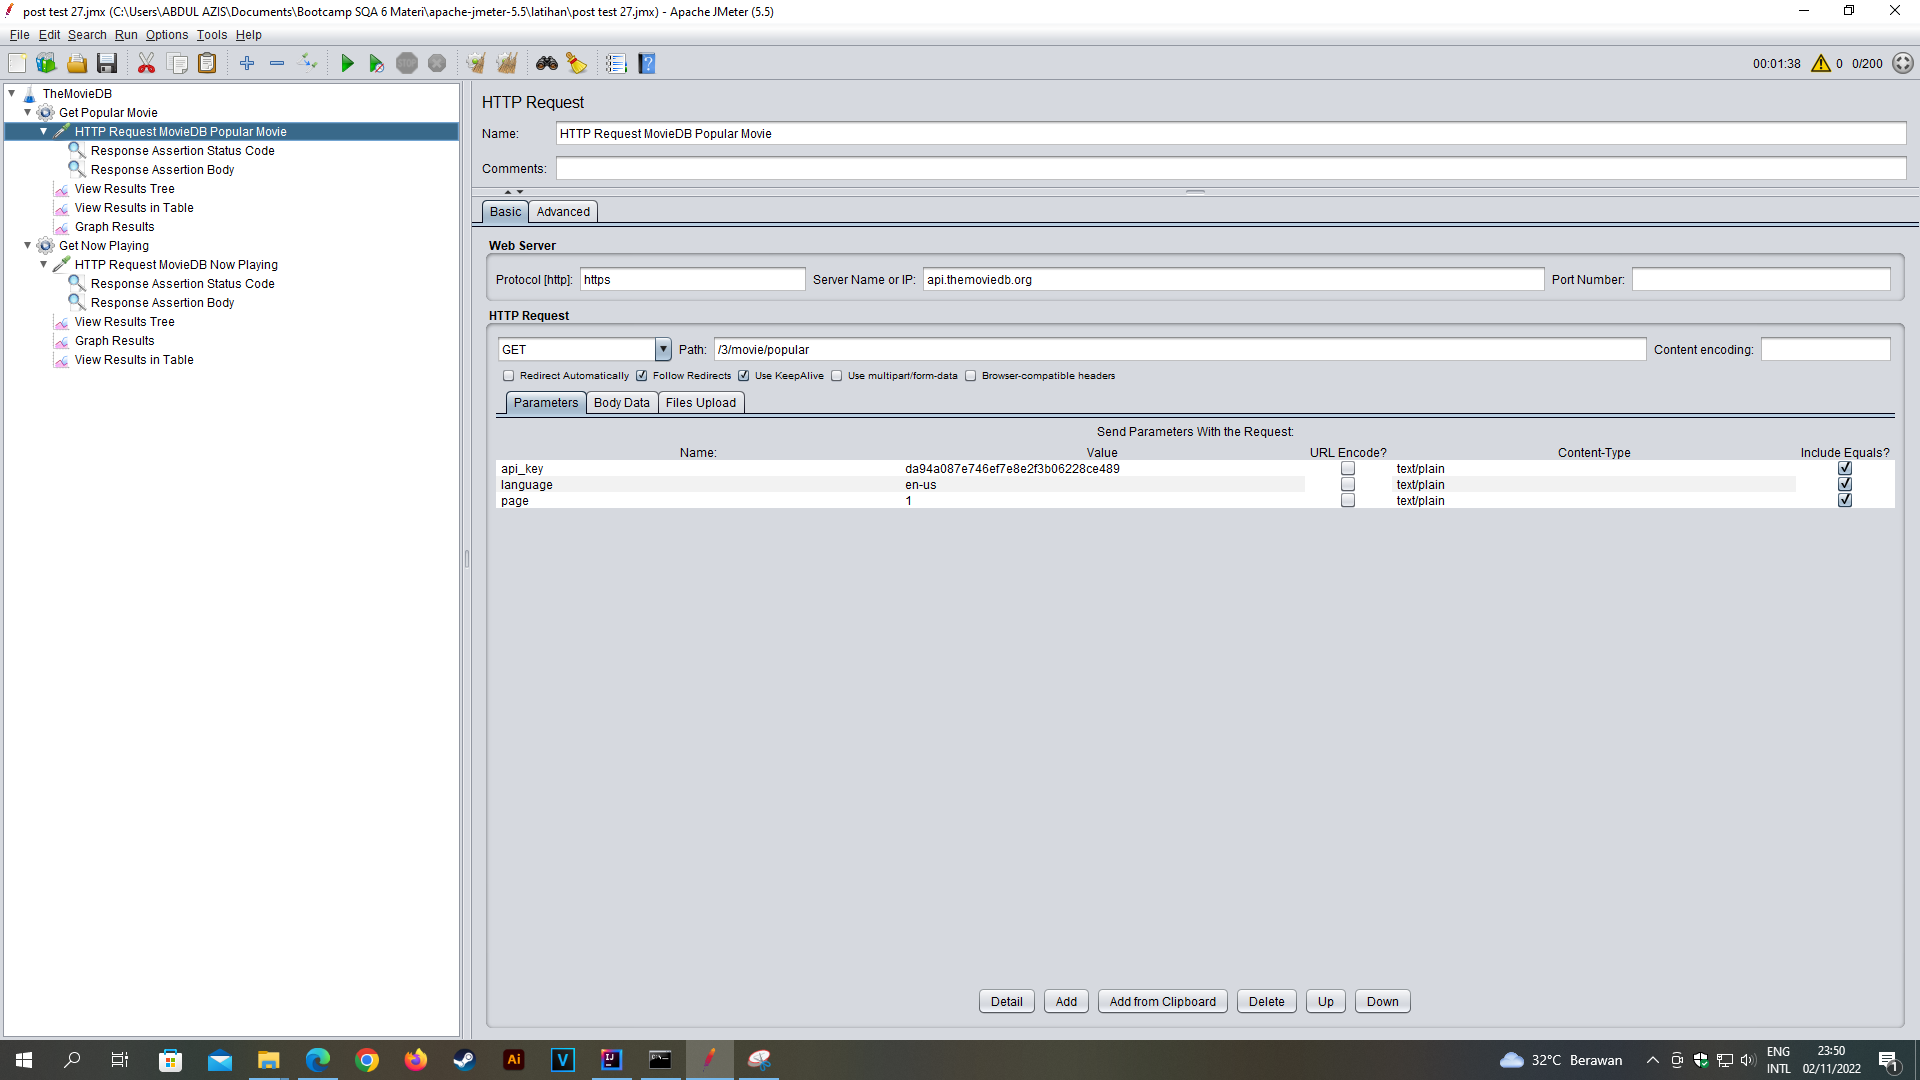 post test 27.jmx (C:\Users\ABDUL AZIS\Documents\Bootcamp SQA 6 Materi\apache-jmeter-5.5\latihan\post test 27.jmx) - Apache JMeter (5.5)
File Edit Search Run Options Tools Help
STOP
00:01:38 0 0/200
TheMovieDB
Get Popular Movie
HTTP Request MovieDB Popular Movie
Response Assertion Status Code
Response Assertion Body
View Results Tree
View Results in Table
Graph Results
Get Now Playing
HTTP Request MovieDB Now Playing
Response Assertion Status Code
Response Assertion Body
View Results Tree
Graph Results
View Results in Table
HTTP Request
Name: HTTP Request MovieDB Popular Movie
Comments:
Basic Advanced
Web Server
Protocol [http]: https Server Name or IP: api.themoviedb.org Port Number:
HTTP Request
GET Path: /3/movie/popular Content encoding:
Redirect Automatically Follow Redirects Use KeepAlive Use multipart/form-data Browser-compatible headers
Parameters Body Data Files Upload
Send Parameters With the Request:
Name: Value URL Encode? Content-Type Include Equals?
api_key da94a087e746ef7e8e2f3b06228ce489 text/plain
language en-us text/plain
page 1 text/plain
Detail Add Add from Clipboard Delete Up Down
Ai V IJ
32°C Berawan
ENG
INTL
23:50
02/11/2022
1